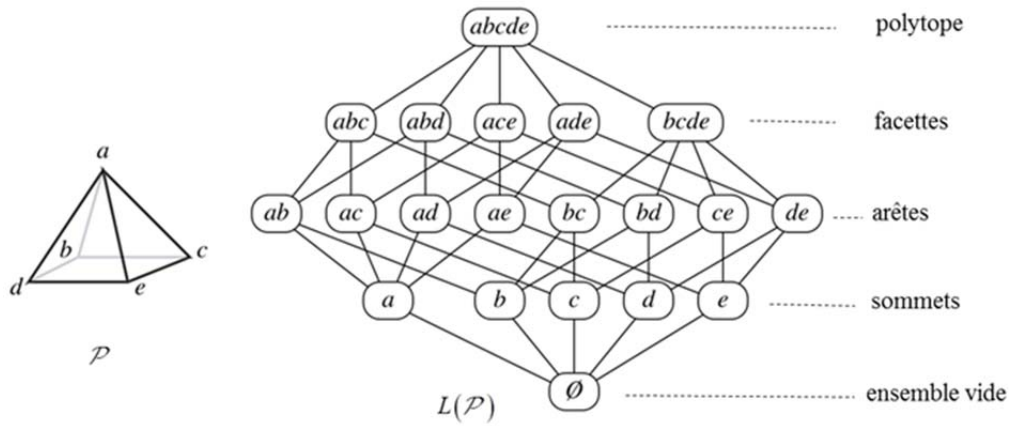 abcde polytope
abc abd ace ade bcde facettes
a
ab ac ad ae bc bd ce de arêtes
b c
d e
a b c d e sommets
𝒫
L(𝒫) Ø ensemble vide